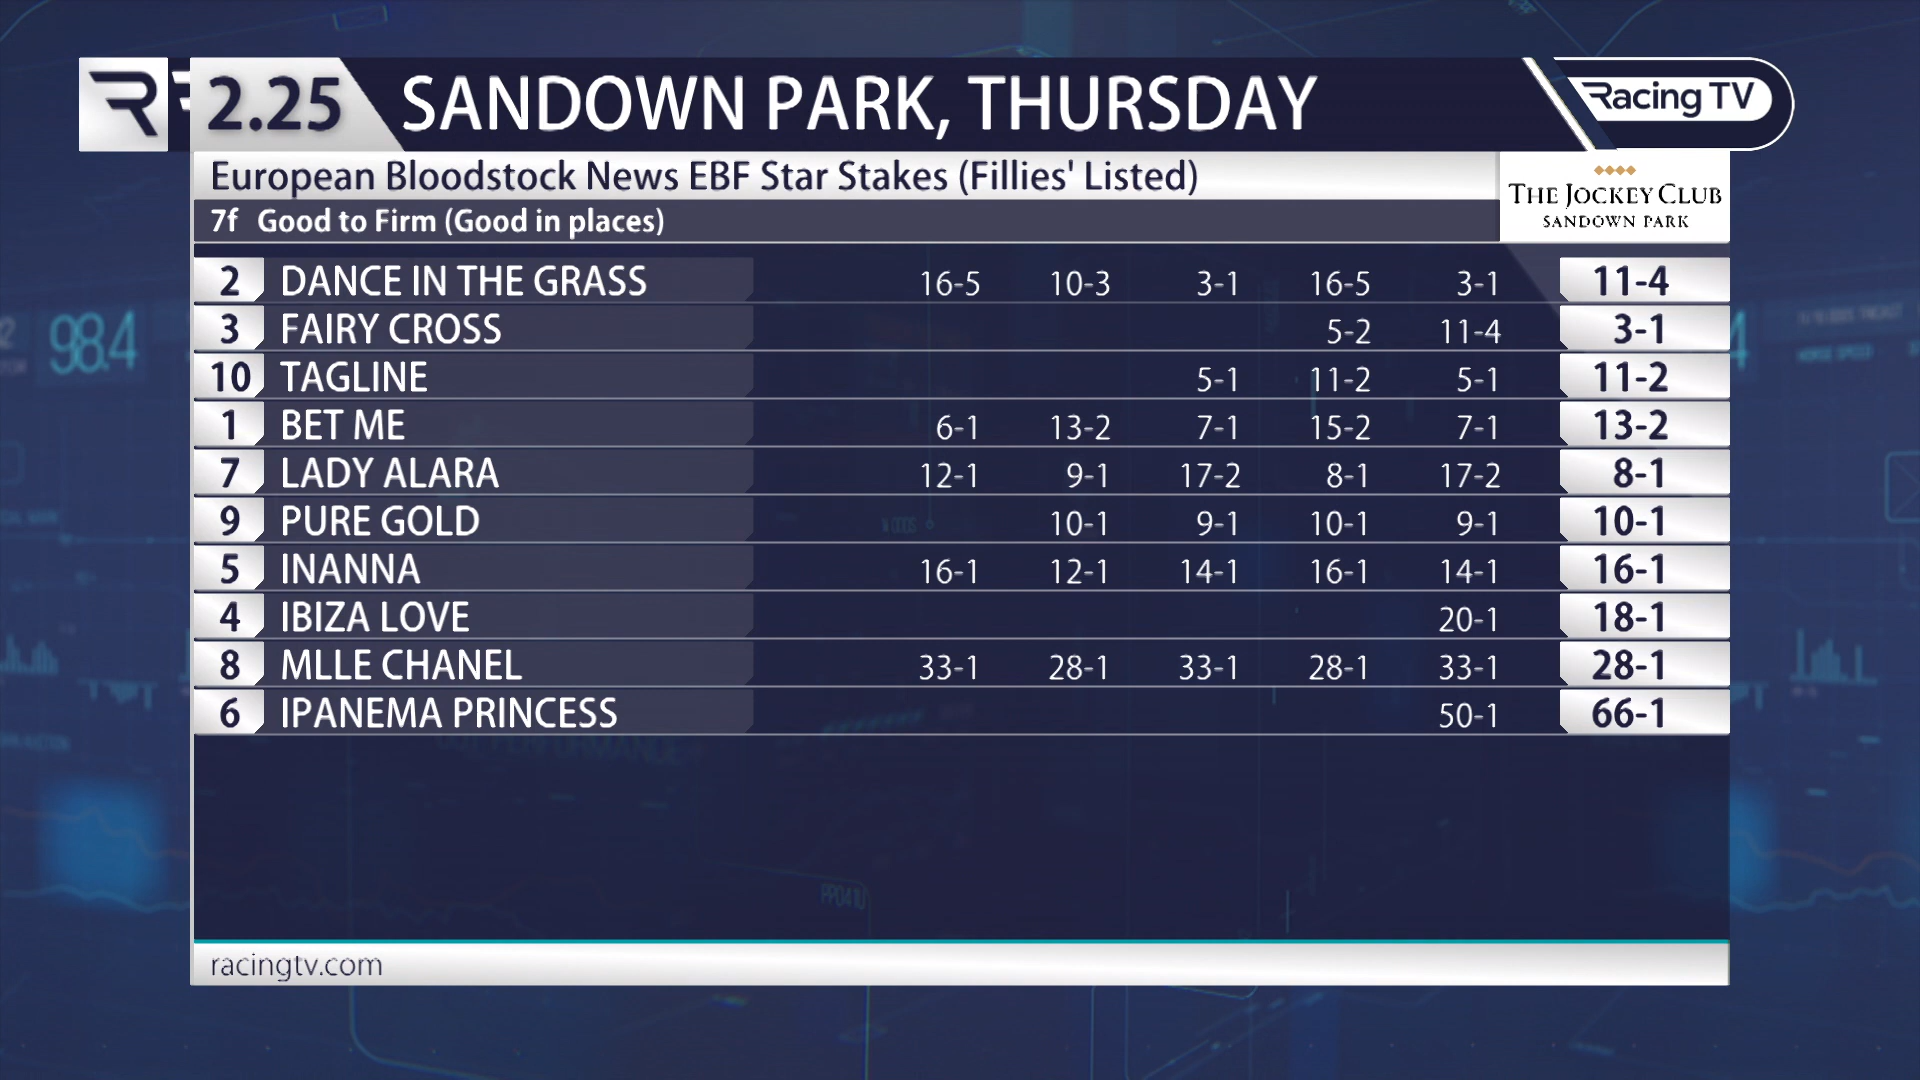 2.25 SANDOWN PARK, THURSDAY Racing TV
European Bloodstock News EBF Star Stakes (Fillies' Listed)
THE JOCKEY CLUB
SANDOWN PARK
7f Good to Firm (Good in places)
2 DANCE IN THE GRASS 16-5 10-3 3-1 16-5 3-1 11-4
3 FAIRY CROSS 5-2 11-4 3-1
10 TAGLINE 5-1 11-2 5-1 11-2
1 BET ME 6-1 13-2 7-1 15-2 7-1 13-2
7 LADY ALARA 12-1 9-1 17-2 8-1 17-2 8-1
9 PURE GOLD 10-1 9-1 10-1 9-1 10-1
5 INANNA 16-1 12-1 14-1 16-1 14-1 16-1
4 IBIZA LOVE 20-1 18-1
8 MLLE CHANEL 33-1 28-1 33-1 28-1 33-1 28-1
6 IPANEMA PRINCESS 50-1 66-1
98.4
racingtv.com